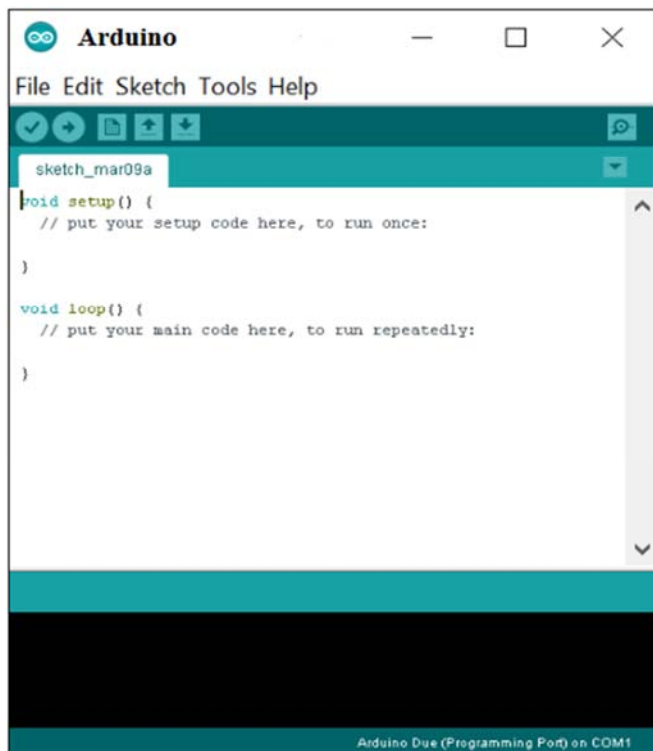 Arduino
File Edit Sketch Tools Help
sketch_mar09a
void setup() {
  // put your setup code here, to run once:
}
void loop() {
  // put your main code here, to run repeatedly:
}
Arduino Due (Programming Port) on COM1